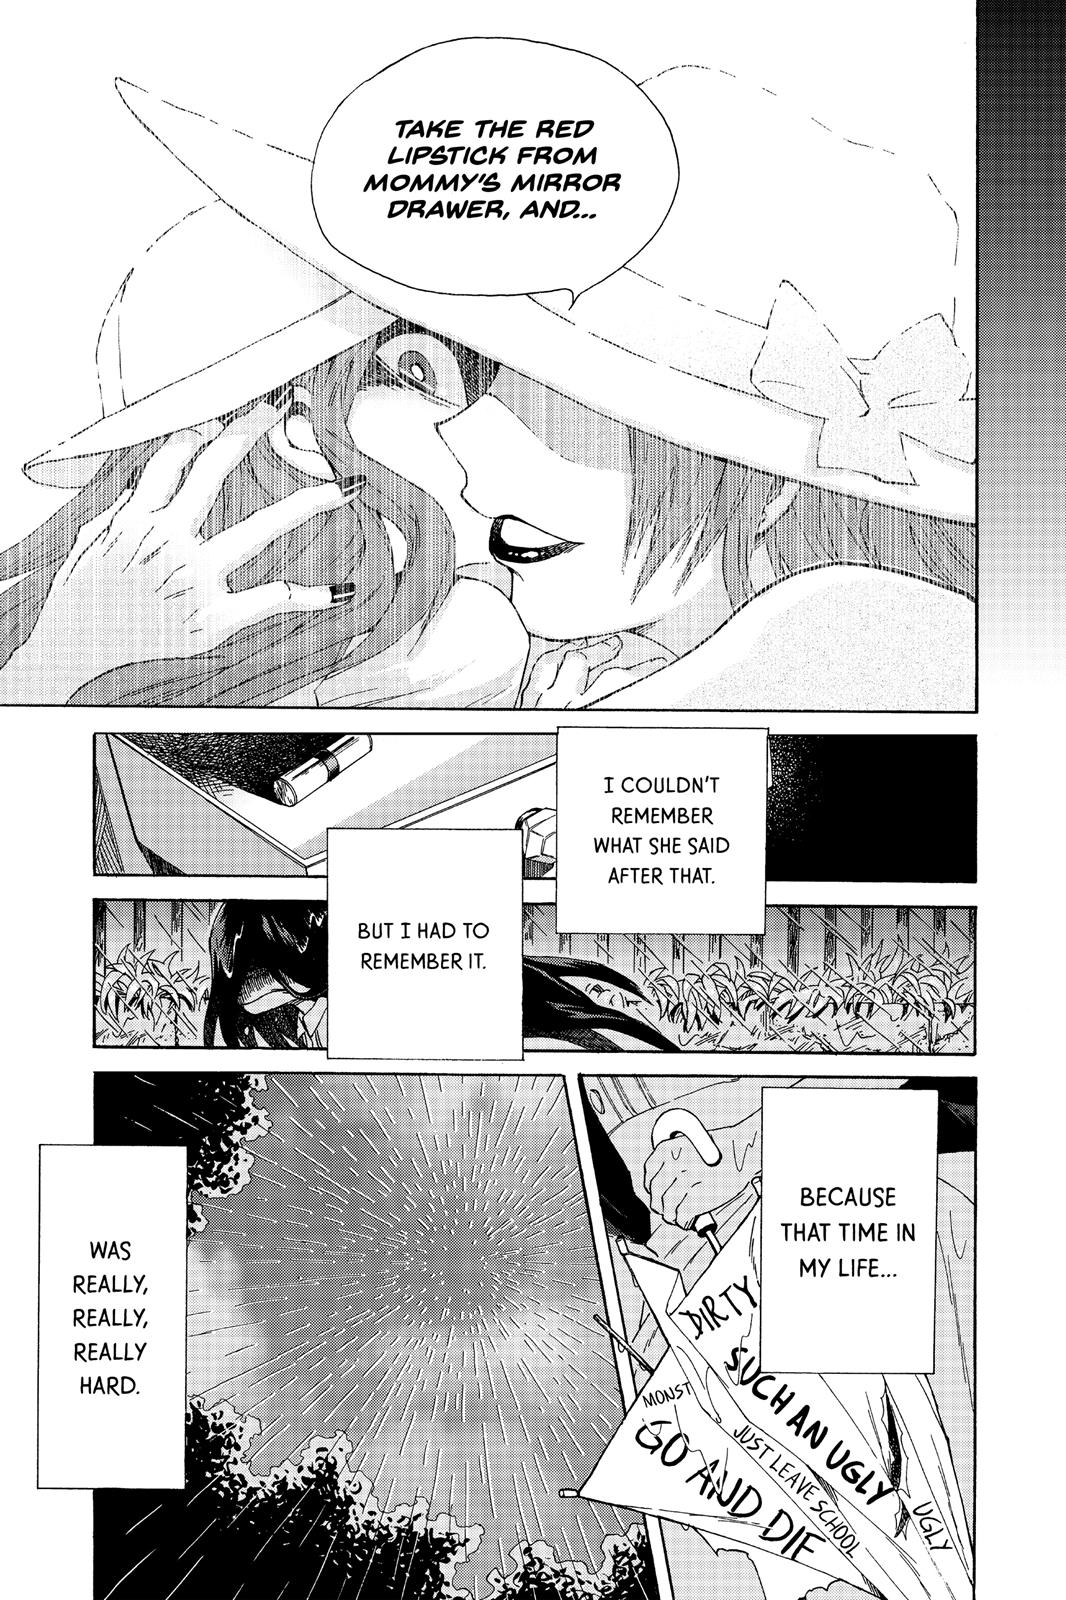 TAKE THE RED
LIPSTICK FROM
MOMMY'S MIRROR
DRAWER, AND...
I COULDN'T
REMEMBER
WHAT SHE SAID
AFTER THAT.
BUT I HAD TO
REMEMBER IT.
BECAUSE
THAT TIME IN
MY LIFE...
DIRTY
SUCH AN UGLY
MONST
JUST LEAVE SCHOOL
GO AND DIE
UGLY
WAS
REALLY,
REALLY,
REALLY
HARD.